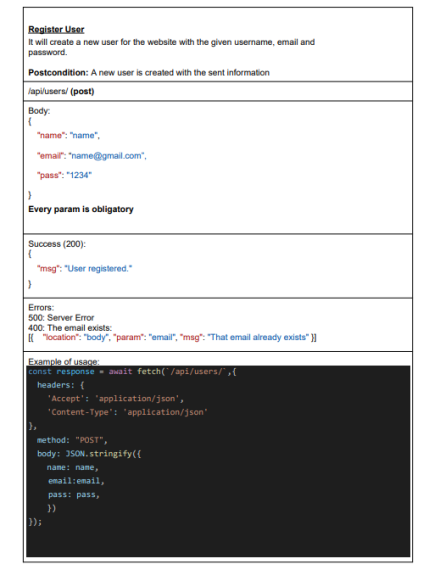 Register User
It will create a new user for the website with the given username, email and
password.
Postcondition: A new user is created with the sent information
/api/users/ (post)
Body:
{
"name": "name",
"email": "name@gmail.com",
"pass": "1234"
}
Every param is obligatory
Success (200):
{
"msg": "User registered."
}
Errors:
500: Server Error
400: The email exists:
[{ "location": "body", "param": "email", "msg": "That email already exists" }]
Example of usage:
const response = await fetch(`/api/users/`,{
headers: {
'Accept': 'application/json',
'Content-Type': 'application/json'
},
method: "POST",
body: JSON.stringify({
name: name,
email:email,
pass: pass,
})
});